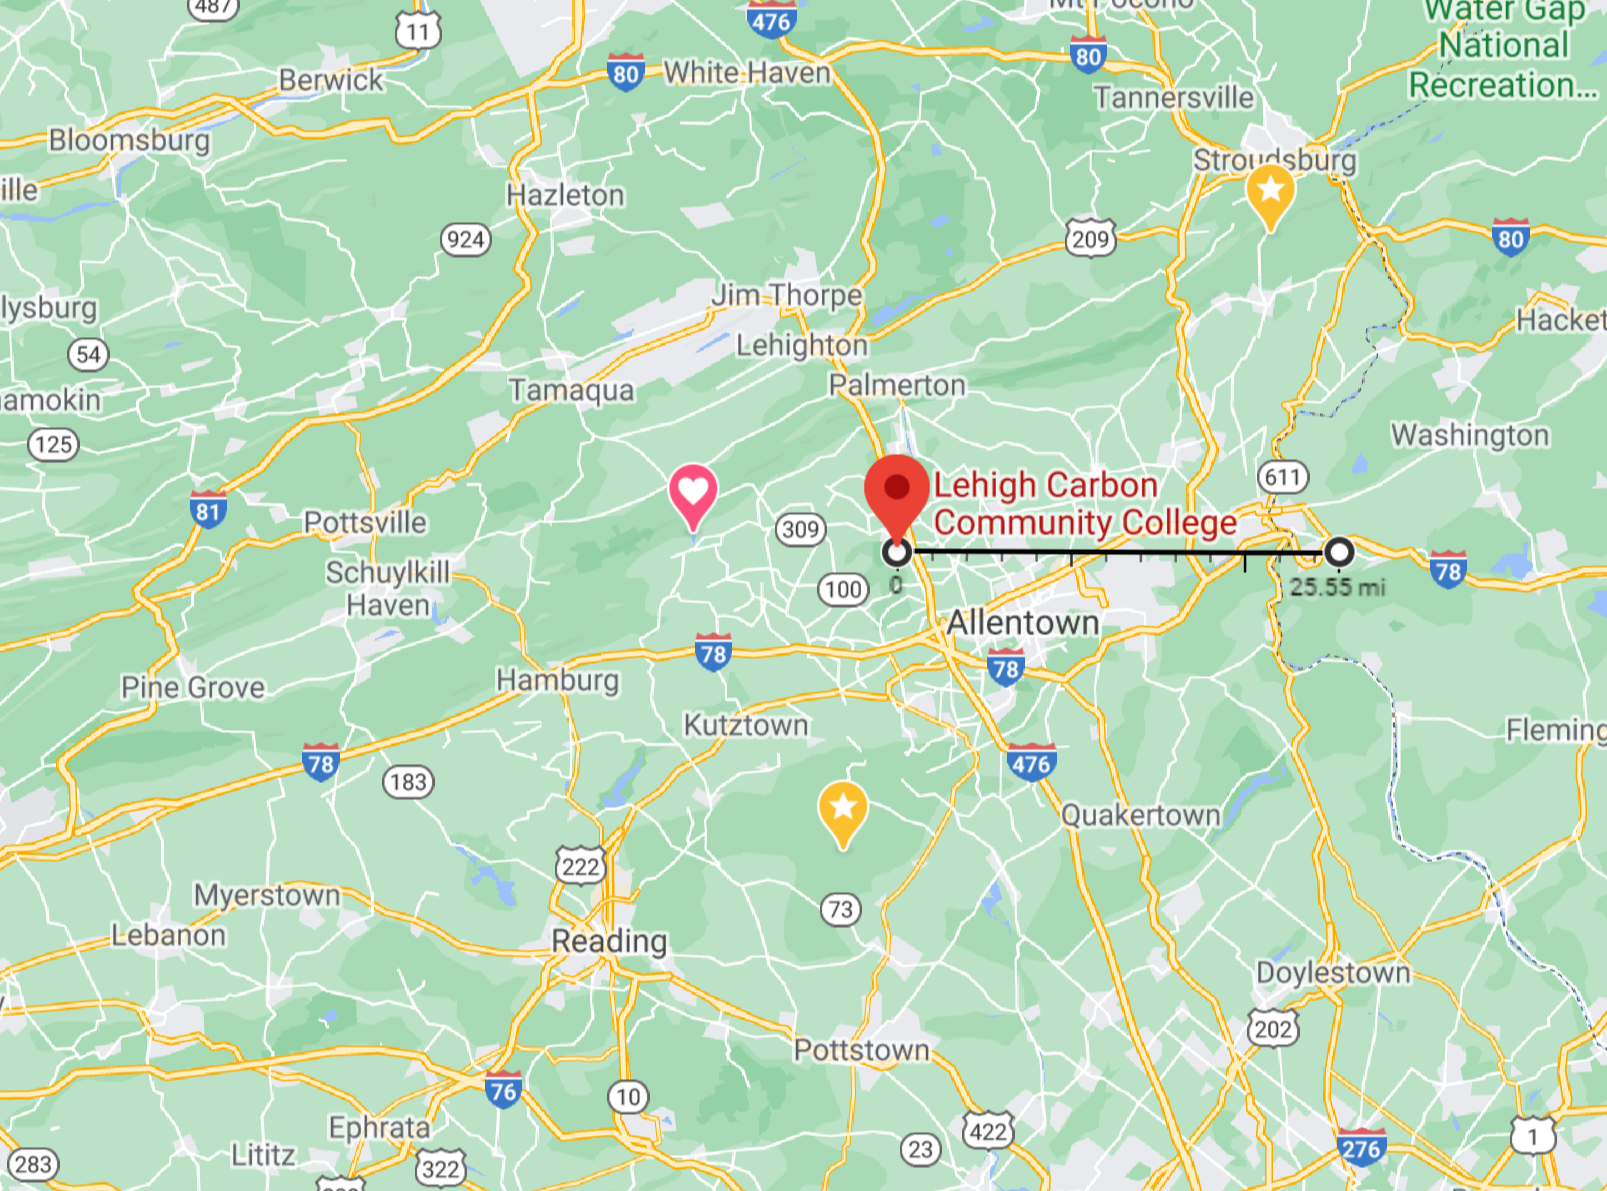 487
11
476
Mt Pocono
Water Gap
National
Recreation...
80
80
Berwick
White Haven
Tannersville
Bloomsburg
Stroudsburg
ille
Hazleton
924
209
80
Jim Thorpe
lysburg
Hacket
54
Lehighton
Tamaqua
Palmerton
amokin
125
Washington
611
Lehigh Carbon
Community College
81
Pottsville
309
Schuylkill
Haven
100
0
25.55 mi
78
Allentown
78
78
Hamburg
Pine Grove
Kutztown
Fleming
78
183
476
Quakertown
222
Myerstown
73
Lebanon
Reading
Doylestown
202
Pottstown
76
10
Ephrata
422
1
Lititz
23
276
283
322